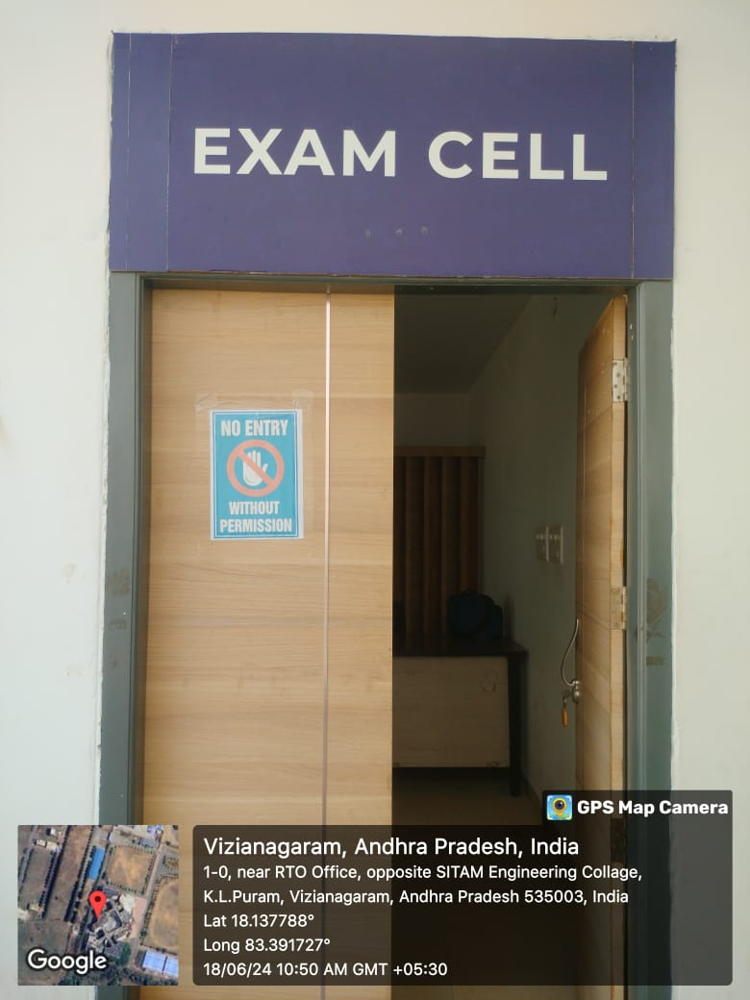 EXAM CELL
NO ENTRY
WITHOUT
PERMISSION
GPS Map Camera
Vizianagaram, Andhra Pradesh, India
1-0, near RTO Office, opposite SITAM Engineering Collage,
K.L.Puram, Vizianagaram, Andhra Pradesh 535003, India
Lat 18.137788°
Long 83.391727°
18/06/24 10:50 AM GMT +05:30
Google